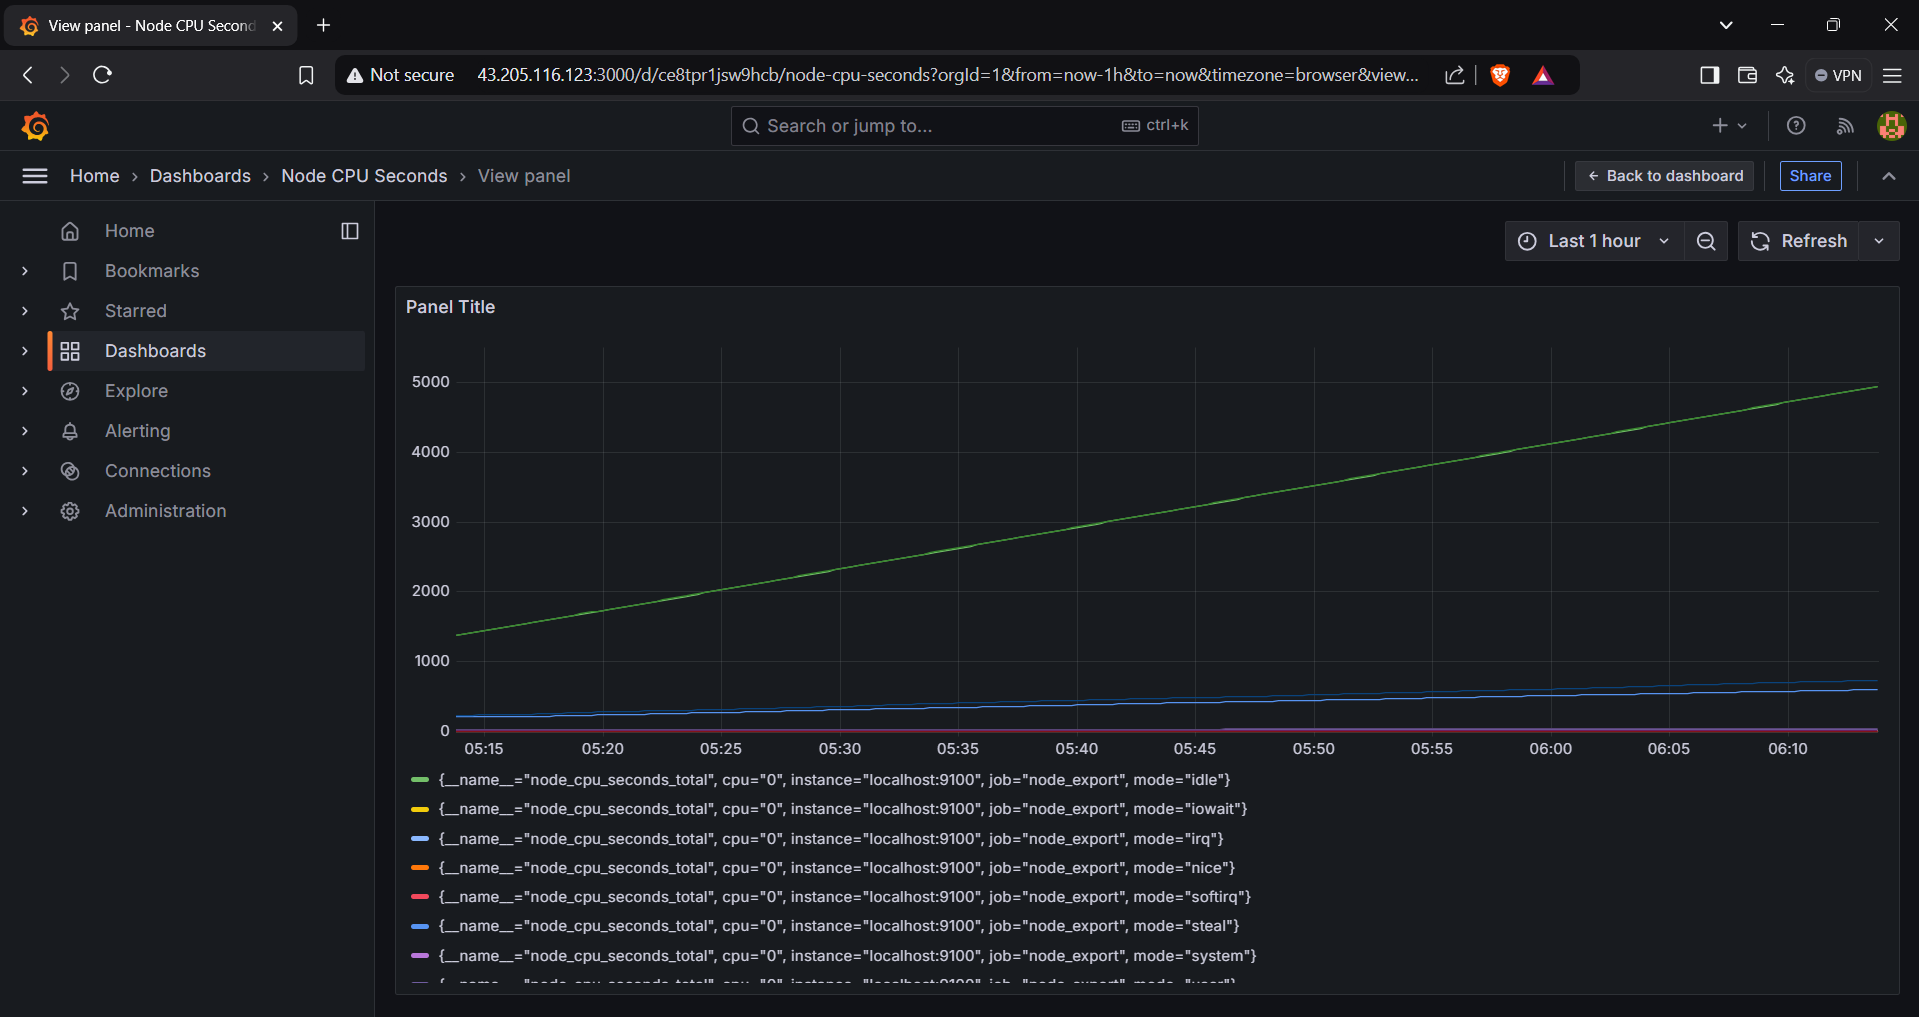 View panel - Node CPU Second
Not secure 43.205.116.123:3000/d/ce8tpr1jsw9hcb/node-cpu-seconds?orgId=1&from=now-1h&to=now&timezone=browser&view...
VPN
Search or jump to...
ctrl+k
Home › Dashboards › Node CPU Seconds › View panel
← Back to dashboard
Share
Home
Bookmarks
Starred
Dashboards
Explore
Alerting
Connections
Administration
Last 1 hour
Refresh
Panel Title
5000
4000
3000
2000
1000
0
05:15 05:20 05:25 05:30 05:35 05:40 05:45 05:50 05:55 06:00 06:05 06:10
{__name__="node_cpu_seconds_total", cpu="0", instance="localhost:9100", job="node_export", mode="idle"}
{__name__="node_cpu_seconds_total", cpu="0", instance="localhost:9100", job="node_export", mode="iowait"}
{__name__="node_cpu_seconds_total", cpu="0", instance="localhost:9100", job="node_export", mode="irq"}
{__name__="node_cpu_seconds_total", cpu="0", instance="localhost:9100", job="node_export", mode="nice"}
{__name__="node_cpu_seconds_total", cpu="0", instance="localhost:9100", job="node_export", mode="softirq"}
{__name__="node_cpu_seconds_total", cpu="0", instance="localhost:9100", job="node_export", mode="steal"}
{__name__="node_cpu_seconds_total", cpu="0", instance="localhost:9100", job="node_export", mode="system"}